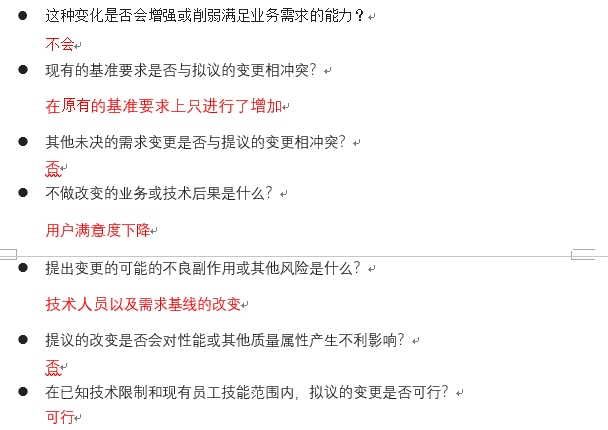 ● 这种变化是否会增强或削弱满足业务需求的能力？
不会
● 现有的基准要求是否与拟议的变更相冲突？
在原有的基准要求上只进行了增加
● 其他未决的需求变更是否与提议的变更相冲突？
否
● 不做改变的业务或技术后果是什么？
用户满意度下降
● 提出变更的可能的不良副作用或其他风险是什么？
技术人员以及需求基线的改变
● 提议的改变是否会对性能或其他质量属性产生不利影响？
否
● 在已知技术限制和现有员工技能范围内，拟议的变更是否可行？
可行